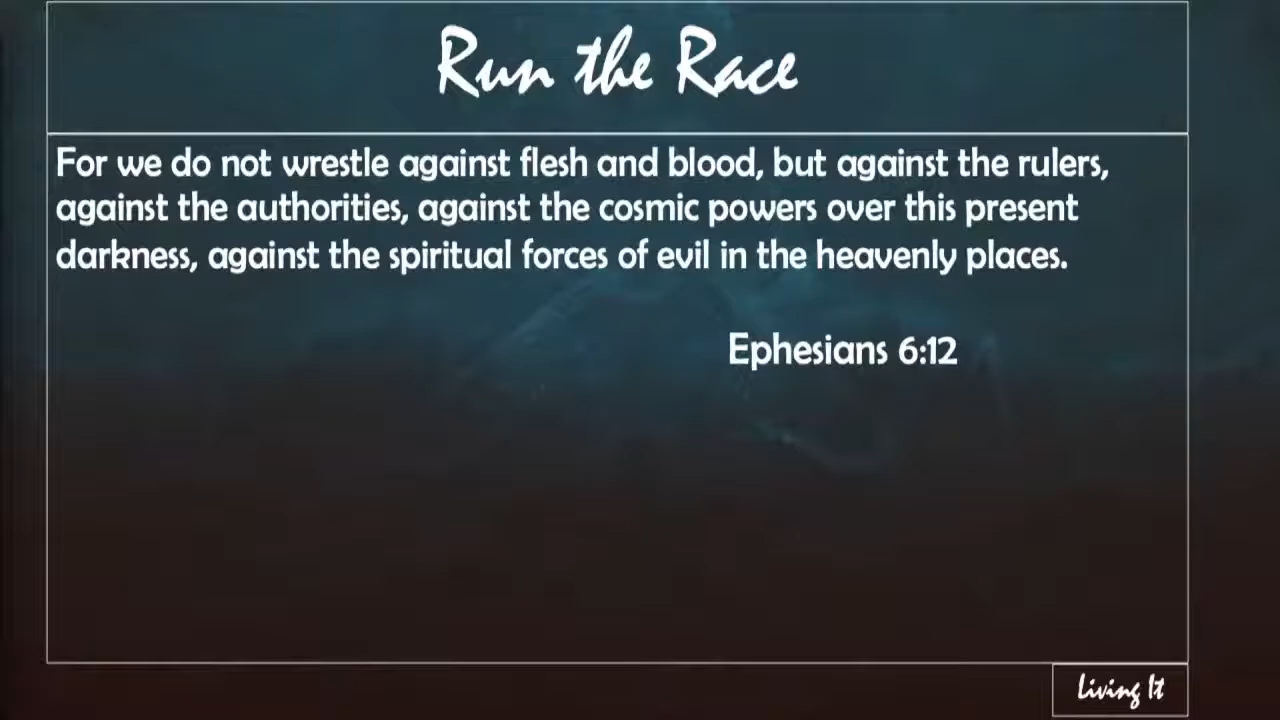 Run the Race
For we do not wrestle against flesh and blood, but against the rulers,
against the authorities, against the cosmic powers over this present
darkness, against the spiritual forces of evil in the heavenly places.
Ephesians 6:12
Living It